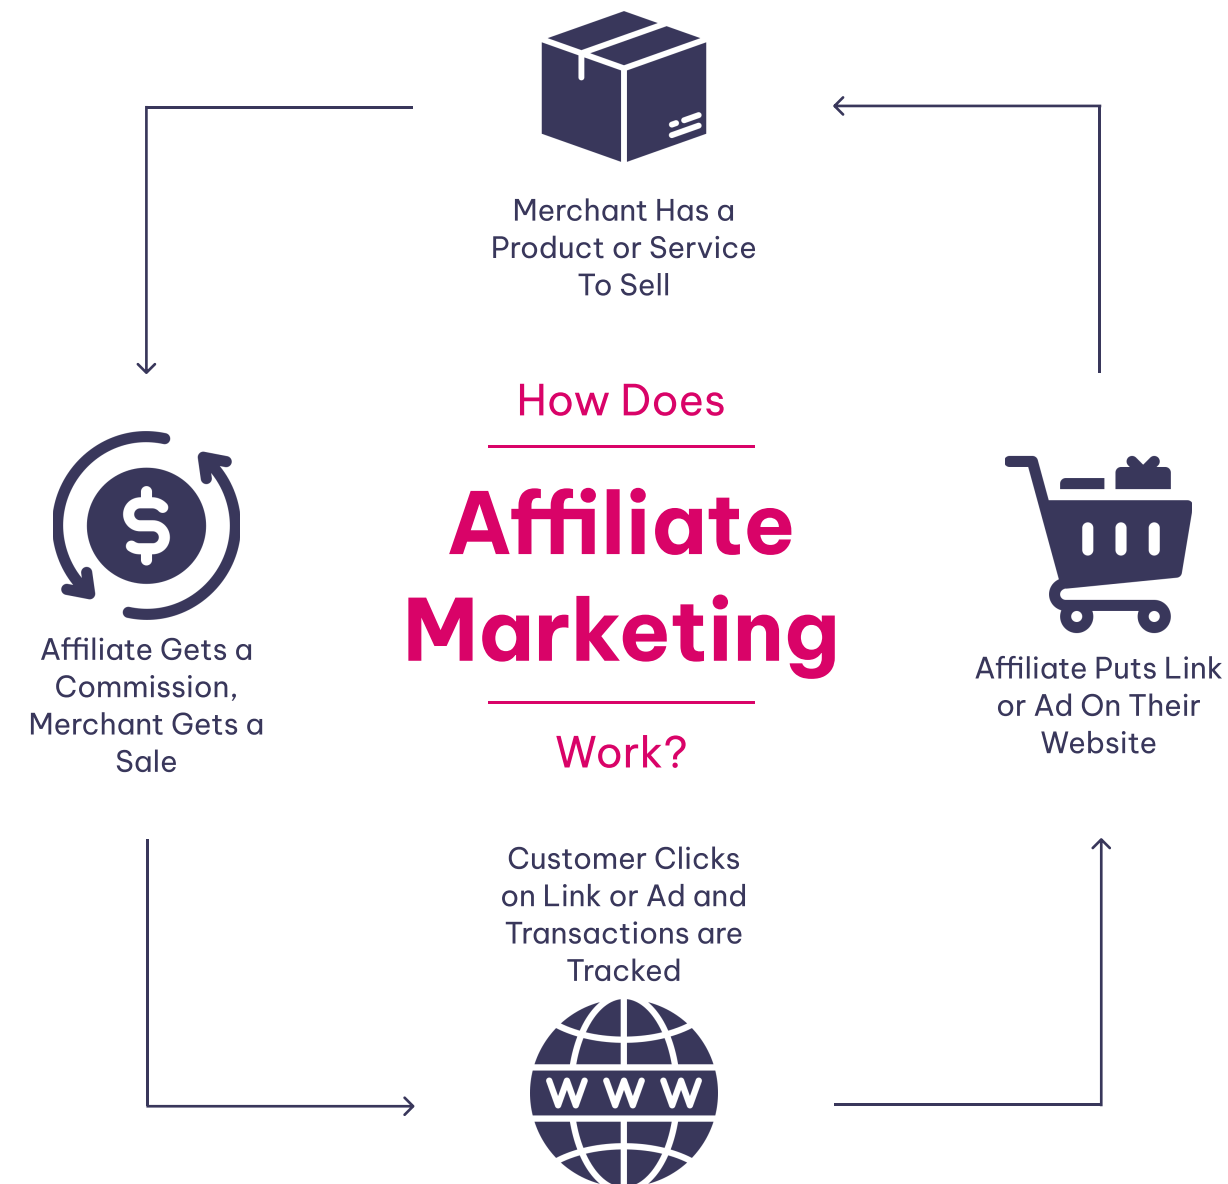 Merchant Has a
Product or Service
To Sell
How Does
Affiliate
Marketing
Work?
Affiliate Gets a
Commission,
Merchant Gets a
Sale
Affiliate Puts Link
or Ad On Their
Website
Customer Clicks
on Link or Ad and
Transactions are
Tracked
W W W